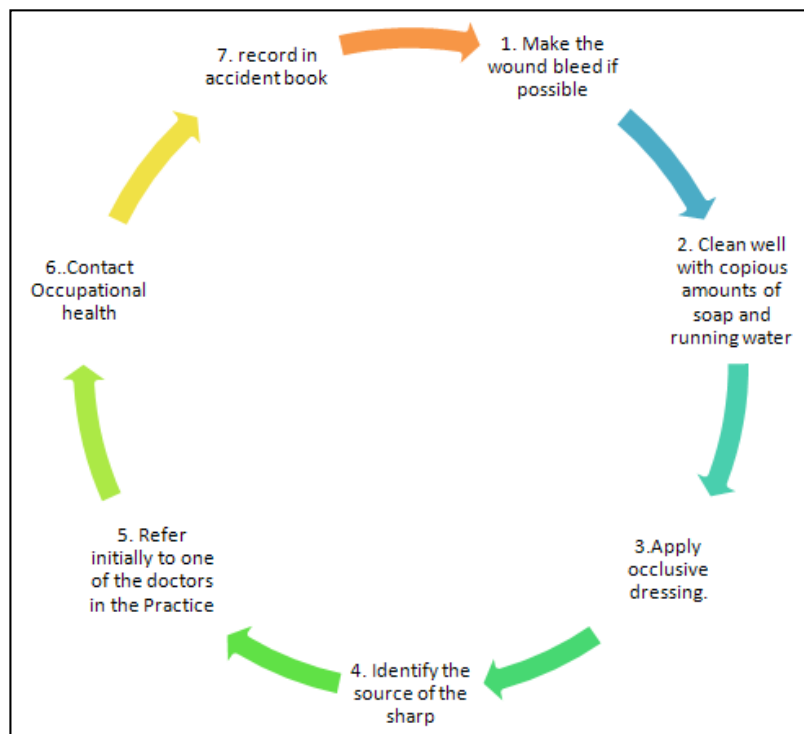 1. Make the
wound bleed if
possible
2. Clean well
with copious
amounts of
soap and
running water
3.Apply
occlusive
dressing.
4. Identify the
source of the
sharp
5. Refer
initially to one
of the doctors
in the Practice
6..Contact
Occupational
health
7. record in
accident book